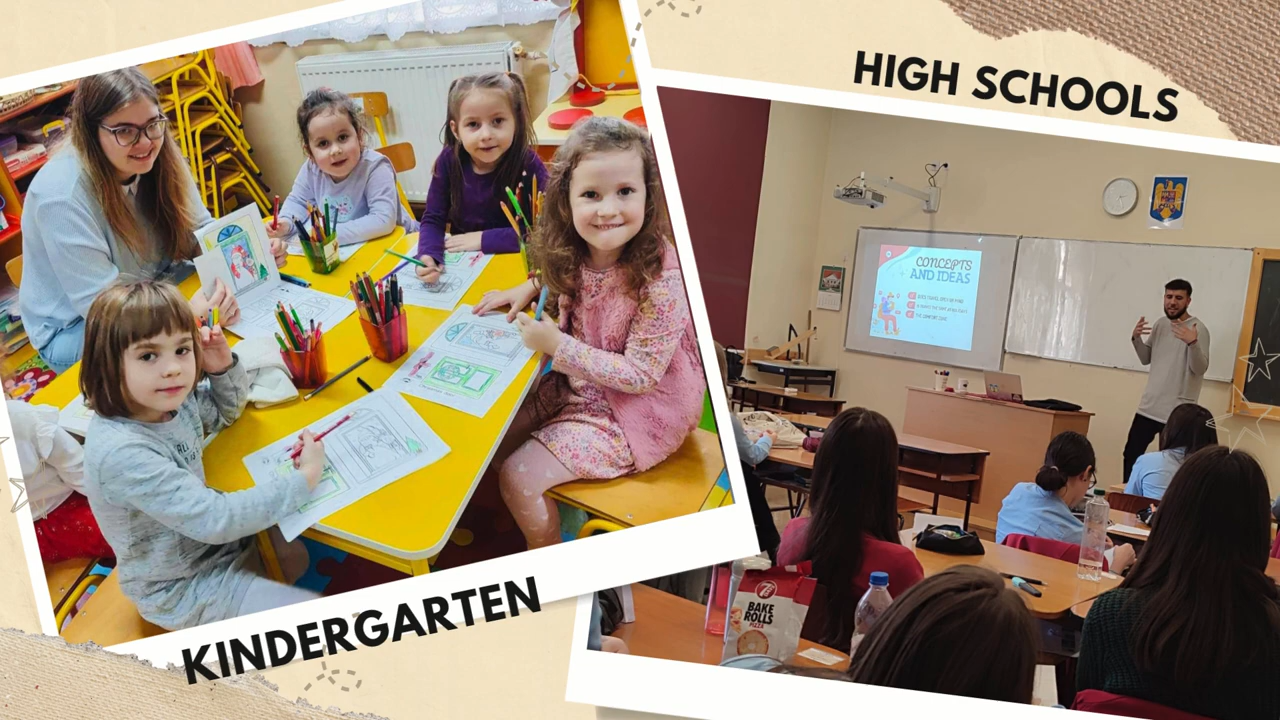 HIGH SCHOOLS
CONCEPTS
AND IDEAS
7
BAKE
ROLLS
PIZZA
KINDERGARTEN